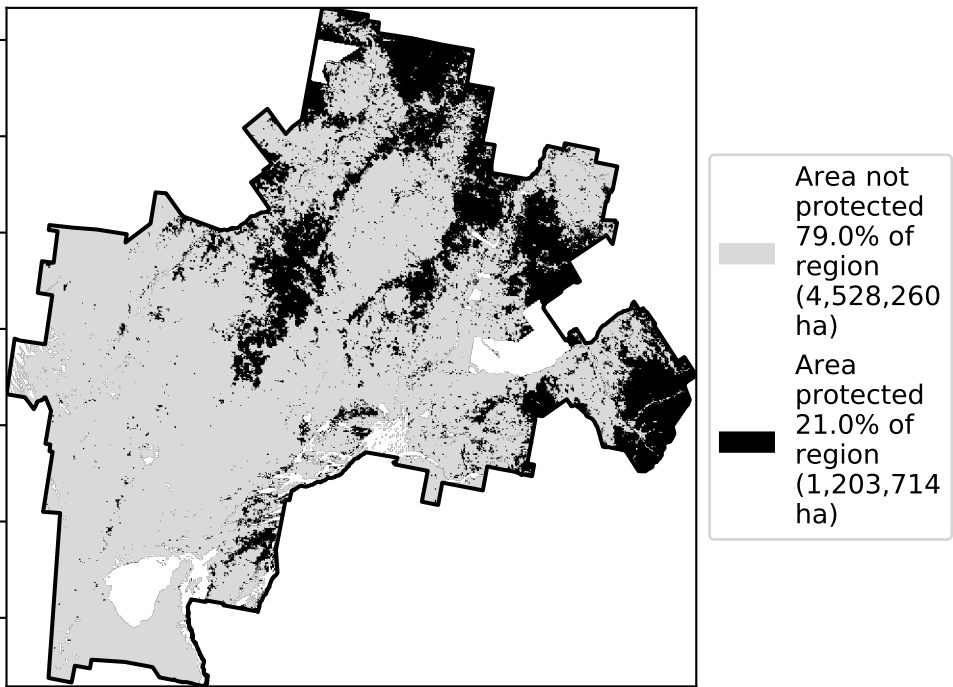 Area not
protected
79.0% of
region
(4,528,260
ha)
Area
protected
21.0% of
region
(1,203,714
ha)